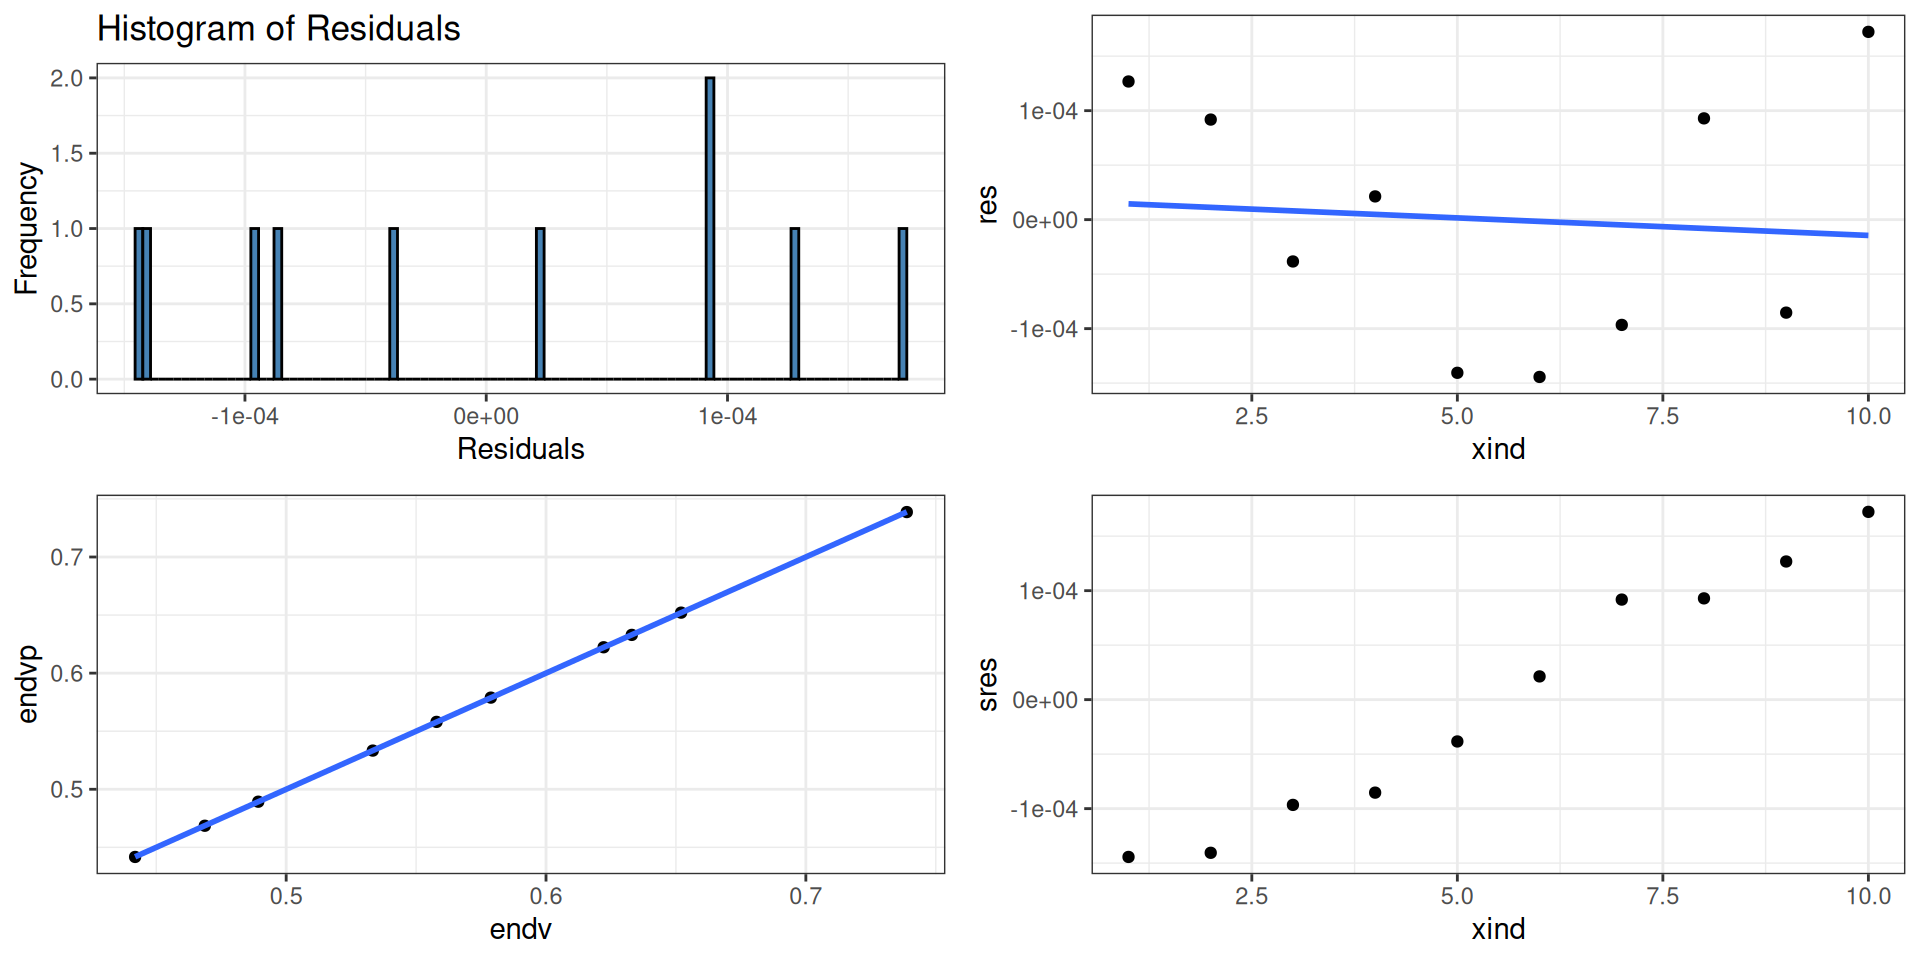 Histogram of Residuals
2.0
1.5
1.0
0.5
0.0
Frequency
-1e-04 0e+00 1e-04
Residuals
1e-04
0e+00
-1e-04
res
2.5 5.0 7.5 10.0
xind
0.7
0.6
0.5
endvp
0.5 0.6 0.7
endv
1e-04
0e+00
-1e-04
sres
2.5 5.0 7.5 10.0
xind